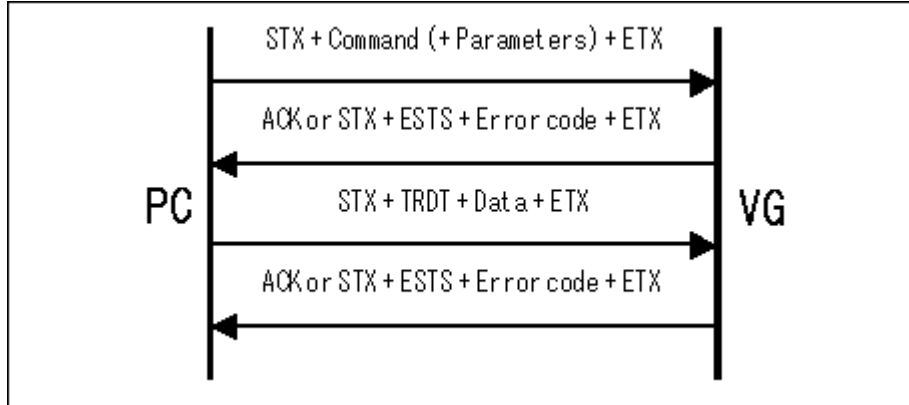 STX + Command (+ Parameters) + ETX
ACK or STX + ESTS + Error code + ETX
PC
STX + TRDT + Data + ETX
VG
ACK or STX + ESTS + Error code + ETX